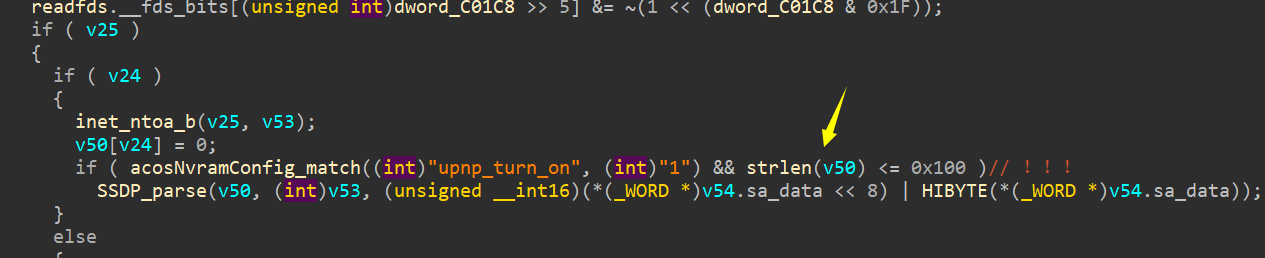 readfds.__fds_bits[(unsigned int)dword_C01C8 >> 5] &= ~(1 << (dword_C01C8 & 0x1F));
if ( v25 )
{
if ( v24 )
{
inet_ntoa_b(v25, v53);
v50[v24] = 0;
if ( acosNvramConfig_match((int)"upnp_turn_on", (int)"1") && strlen(v50) <= 0x100 )// ！！！
SSDP_parse(v50, (int)v53, (unsigned __int16)(*(_WORD *)v54.sa_data << 8) | HIBYTE(*(_WORD *)v54.sa_data));
}
else
{